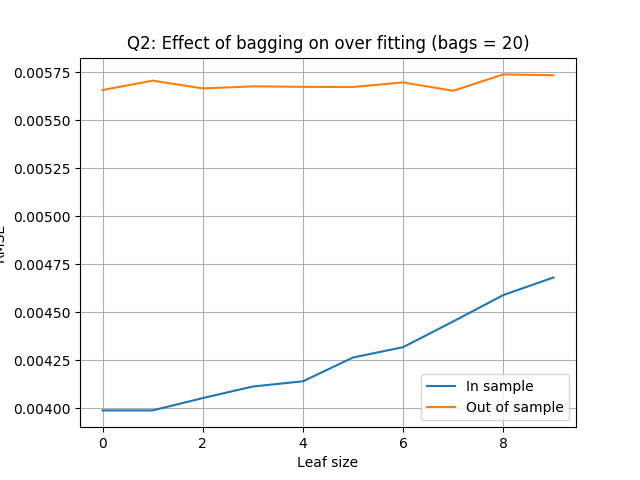 Q2: Effect of bagging on over fitting (bags = 20)
0.00575
0.00550
0.00525
0.00500
0.00475
0.00450
0.00425
0.00400
In sample
Out of sample
0 2 4 6 8
Leaf size